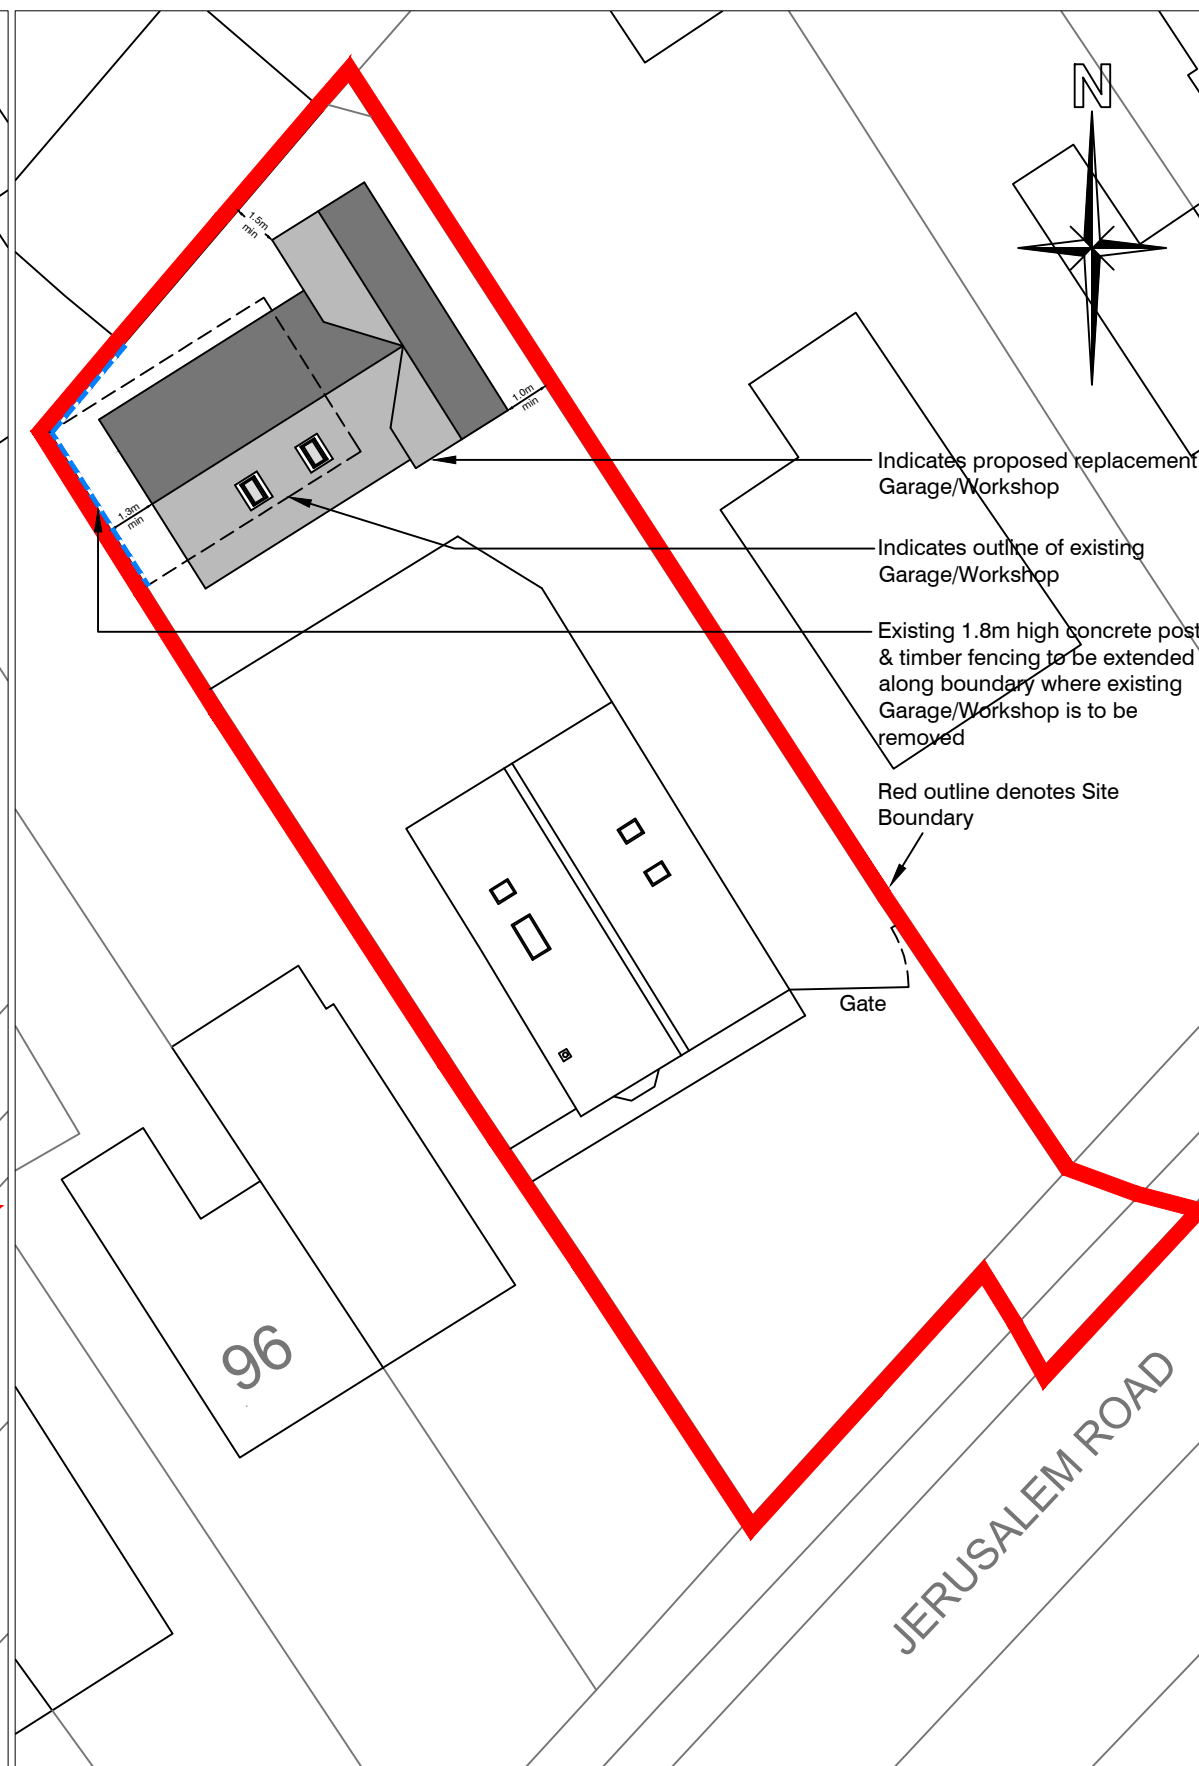 N
1.5m
min
1.0m
min
1.3m
min
Indicates proposed replacement
Garage/Workshop
Indicates outline of existing
Garage/Workshop
Existing 1.8m high concrete post
& timber fencing to be extended
along boundary where existing
Garage/Workshop is to be
removed
Red outline denotes Site
Boundary
Gate
96
JERUSALEM ROAD